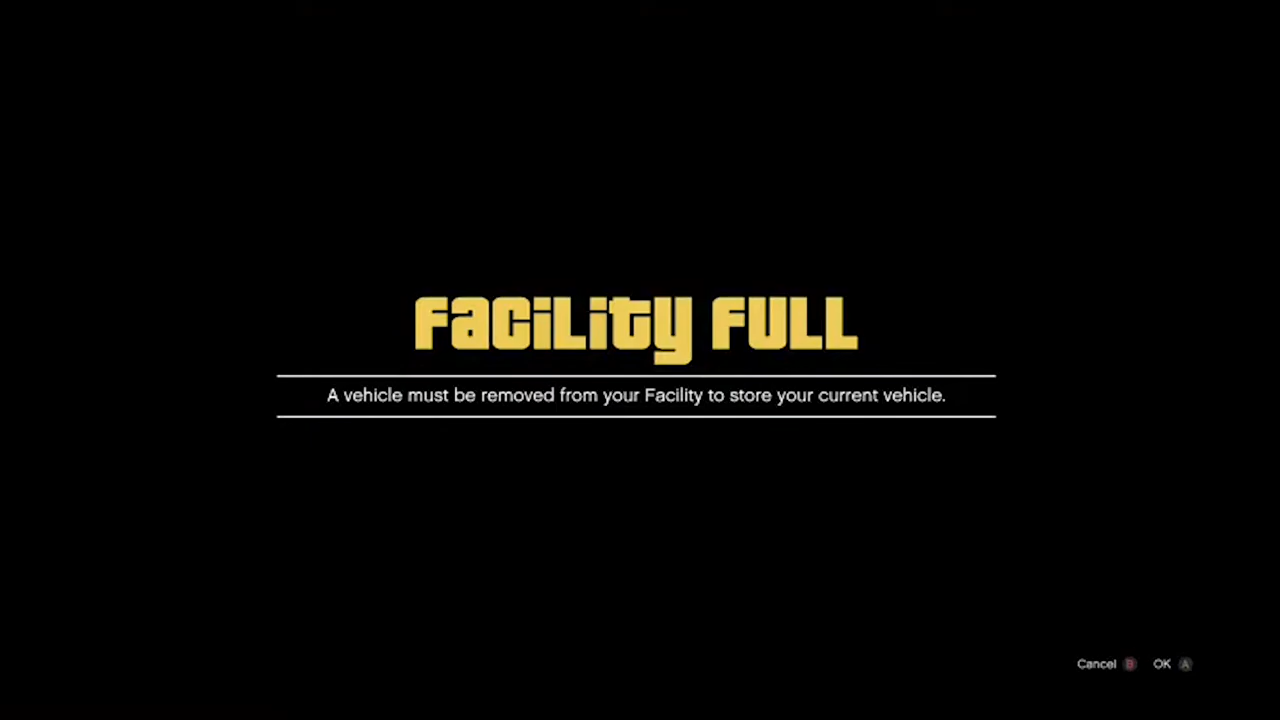 Facility Full
A vehicle must be removed from your Facility to store your current vehicle.
Cancel B OK A